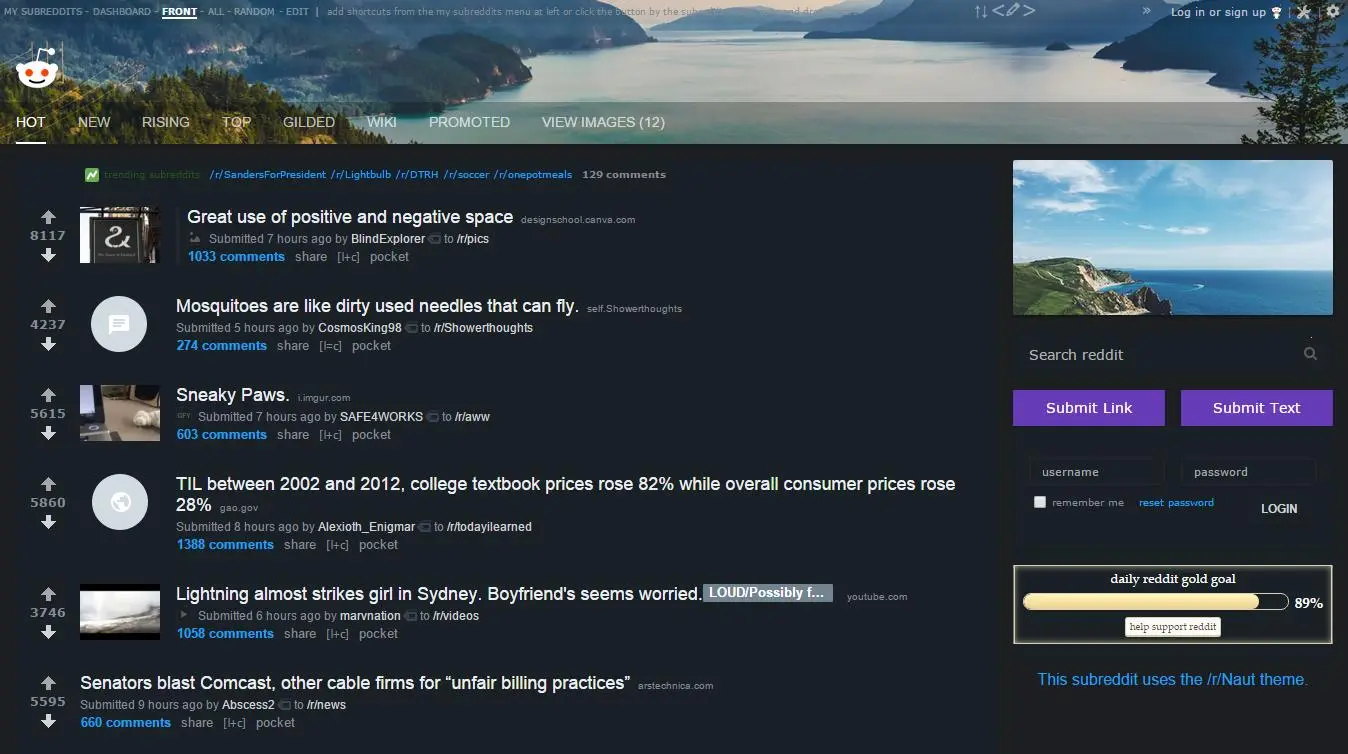 MY SUBREDDITS - DASHBOARD - FRONT - ALL - RANDOM - EDIT | add shortcuts from the my subreddits menu at left or click the button by the
» Log in or sign up
HOT NEW RISING TOP GILDED WIKI PROMOTED VIEW IMAGES (12)
trending subreddits /r/SandersForPresident /r/Lightbulb /r/DTRH /r/soccer /r/onepotmeals 129 comments
8117
Great use of positive and negative space designschool.canva.com
Submitted 7 hours ago by BlindExplorer to /r/pics
1033 comments share [l+c] pocket
4237
Mosquitoes are like dirty used needles that can fly. self.Showerthoughts
Submitted 5 hours ago by CosmosKing98 to /r/Showerthoughts
274 comments share [l=c] pocket
5615
Sneaky Paws. i.imgur.com
GFY Submitted 7 hours ago by SAFE4WORKS to /r/aww
603 comments share [l+c] pocket
5860
TIL between 2002 and 2012, college textbook prices rose 82% while overall consumer prices rose
28% gao.gov
Submitted 8 hours ago by Alexioth_Enigmar to /r/todayilearned
1388 comments share [l+c] pocket
3746
Lightning almost strikes girl in Sydney. Boyfriend's seems worried. LOUD/Possibly f... youtube.com
Submitted 6 hours ago by marvnation to /r/videos
1058 comments share [l+c] pocket
5595
Senators blast Comcast, other cable firms for “unfair billing practices” arstechnica.com
Submitted 9 hours ago by Abscess2 to /r/news
660 comments share [l+c] pocket
Search reddit
Submit Link Submit Text
username password
remember me reset password LOGIN
daily reddit gold goal
89%
help support reddit
This subreddit uses the /r/Naut theme.